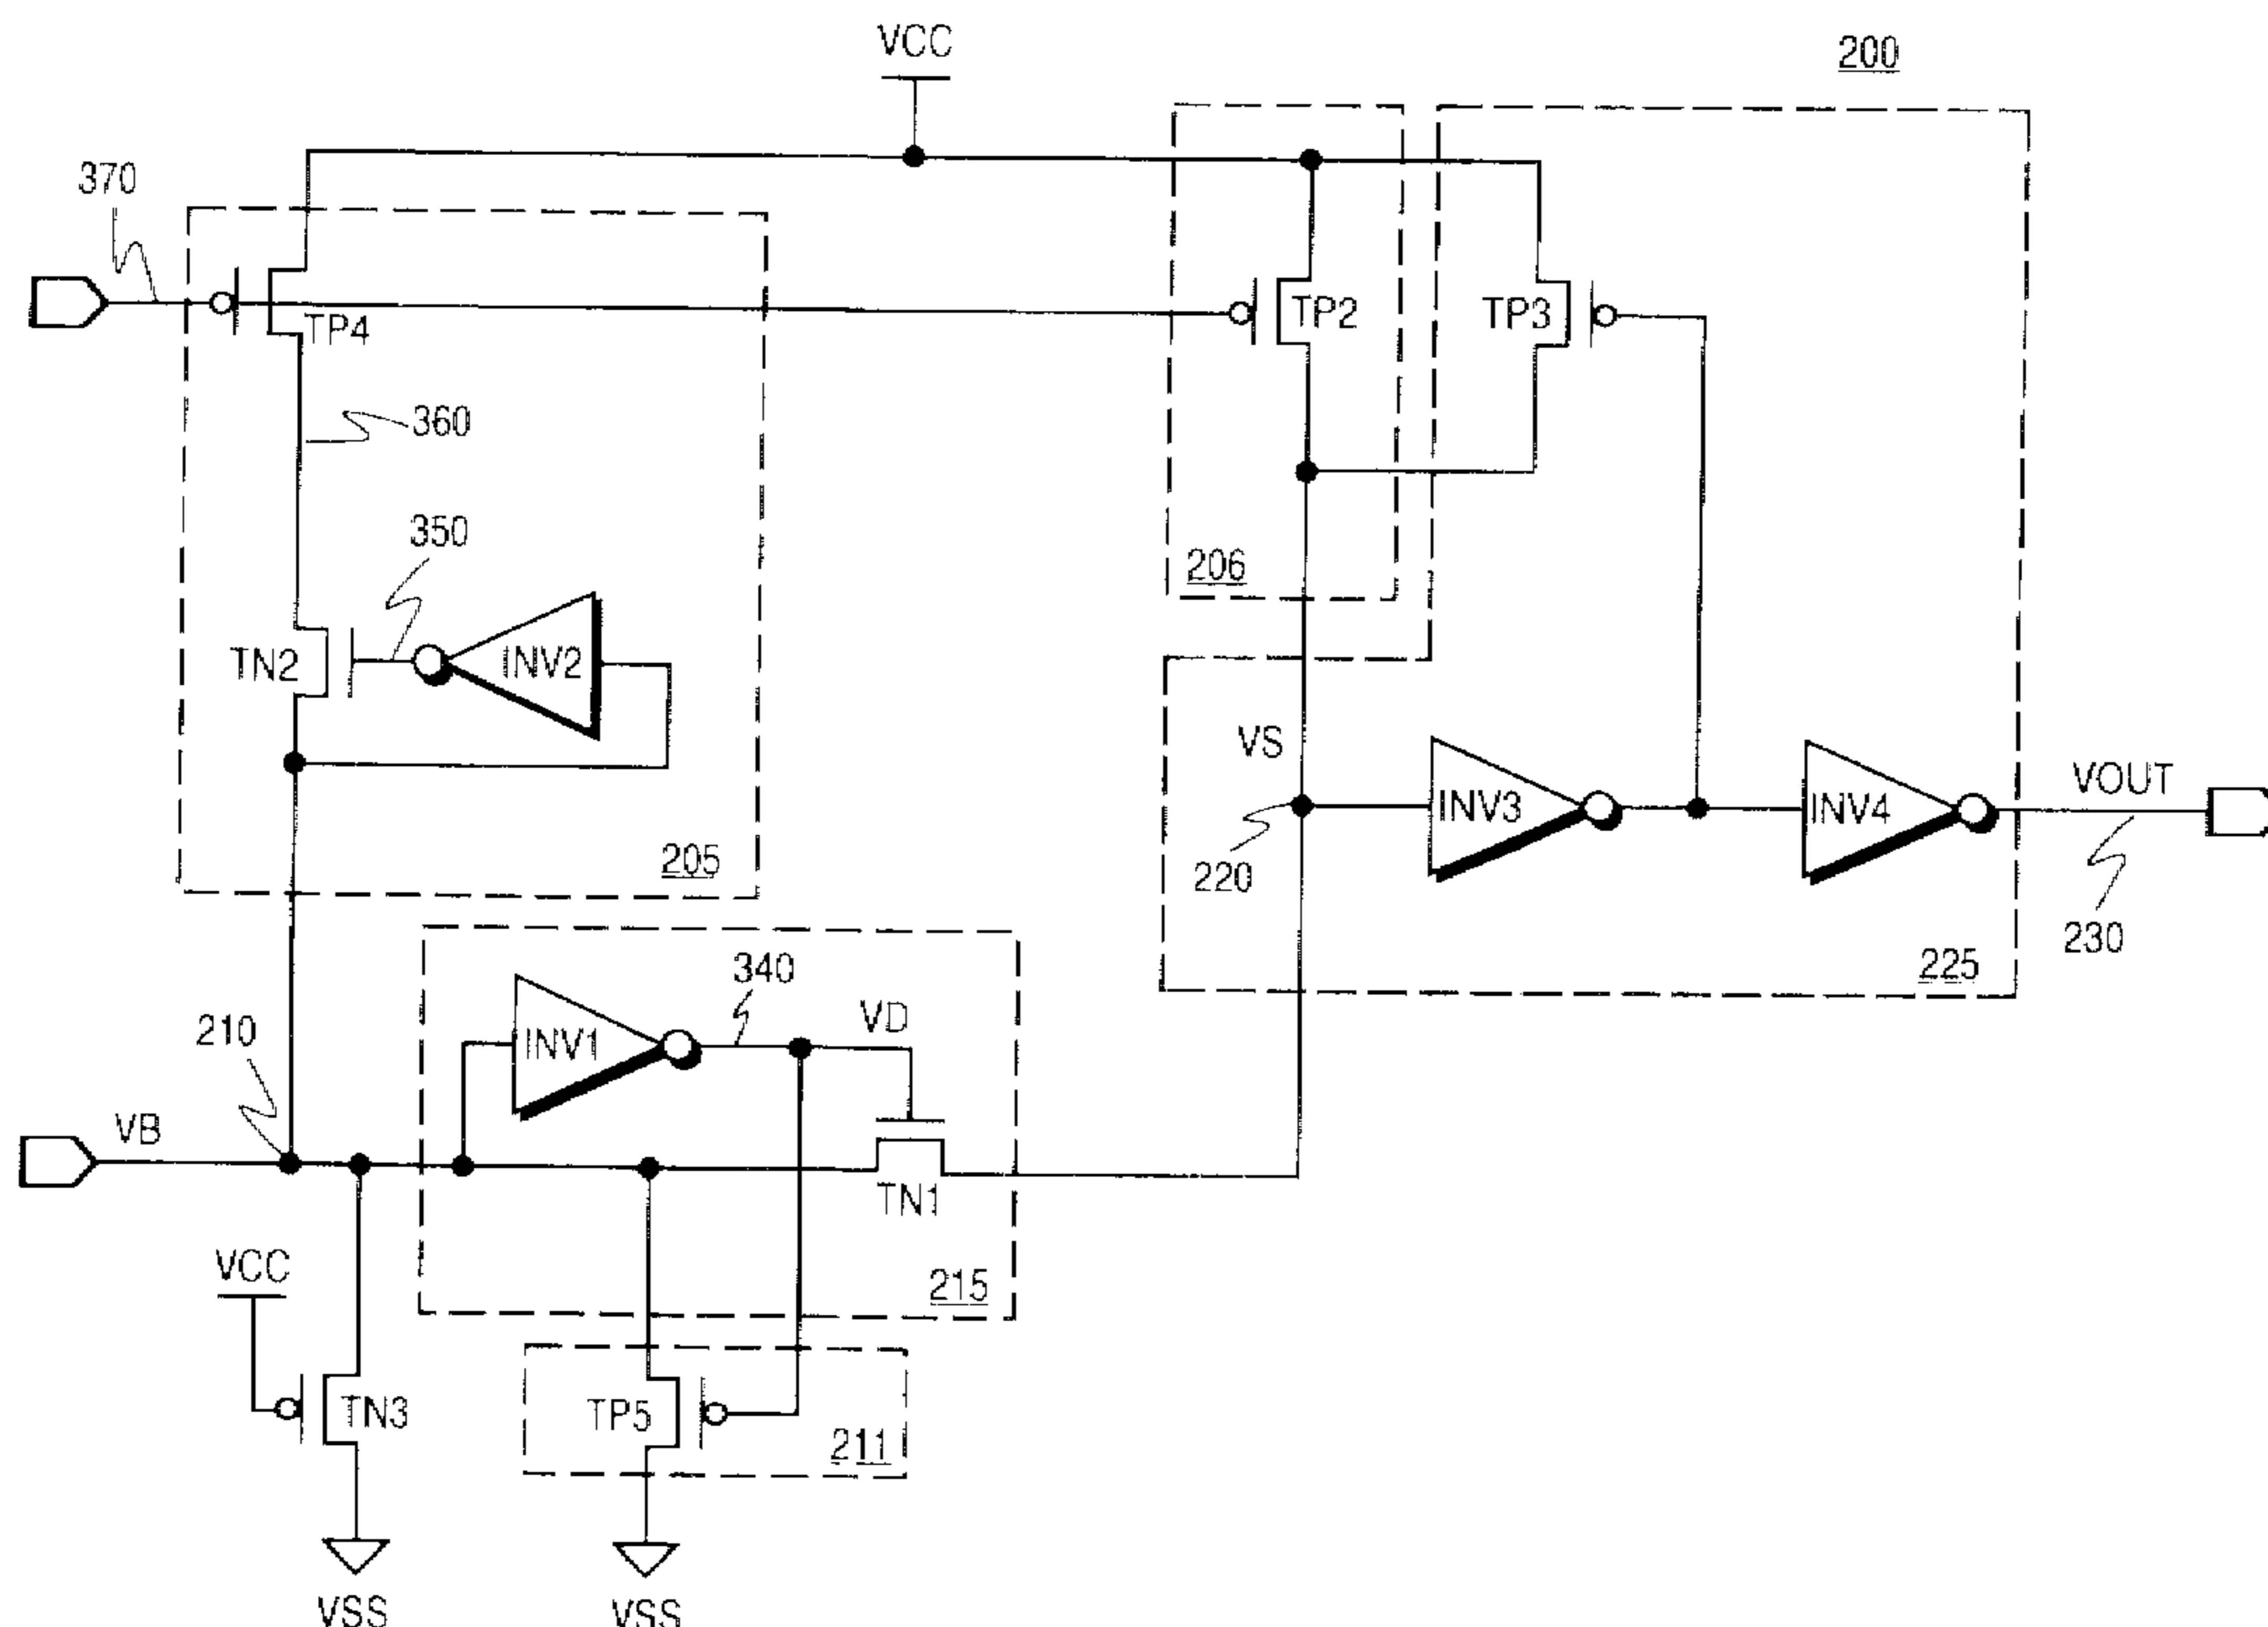 VCC
200
370
TP4
TP2
TP3
360
350
206
TN2
INV2
VS
INV3
INV4
VOUT
205
220
230
225
210
INV1
340
VD
VB
TN1
VCC
215
TN3
TP5
211
VSS
VSS